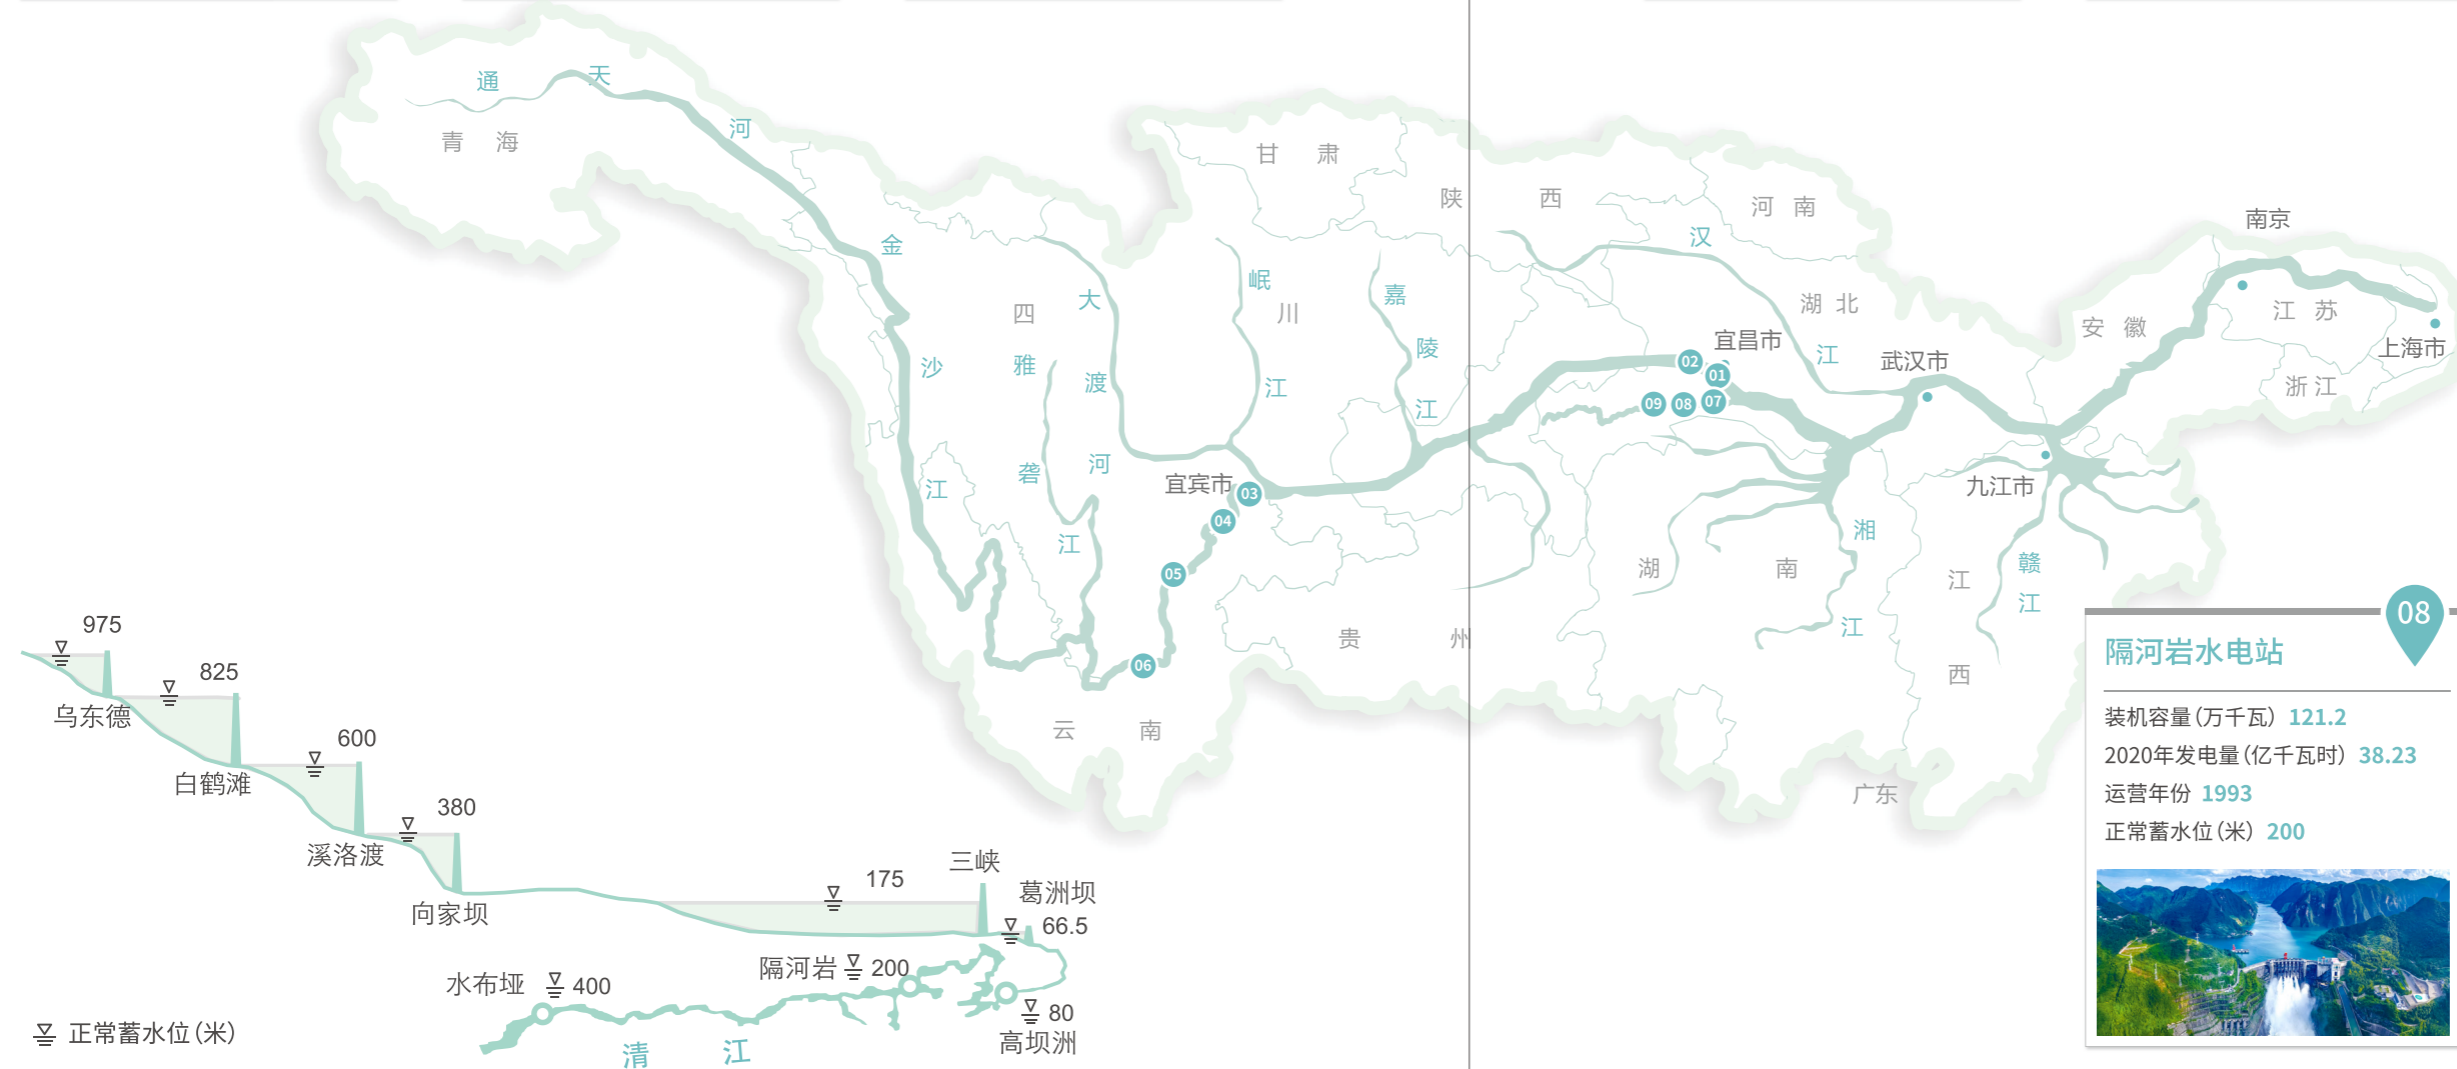 通 天 河
青 海
甘 肃
陕 西
河 南
汉 江
南京
金 沙 江
四 川
大 渡 河
岷 江
嘉 陵 江
湖 北
安 徽
江 苏
上海市
浙 江
雅 砻 江
宜昌市
武汉市
02
01
09
08
07
宜宾市
03
04
05
06
九江市
湘 江
赣 江
湖 南
江 西
贵 州
云 南
广东
975
乌东德
825
白鹤滩
600
溪洛渡
380
向家坝
175
三峡
葛洲坝
66.5
隔河岩 200
水布垭 400
80
高坝洲
清 江
正常蓄水位(米)
08
隔河岩水电站
装机容量(万千瓦) 121.2
2020年发电量(亿千瓦时) 38.23
运营年份 1993
正常蓄水位(米) 200